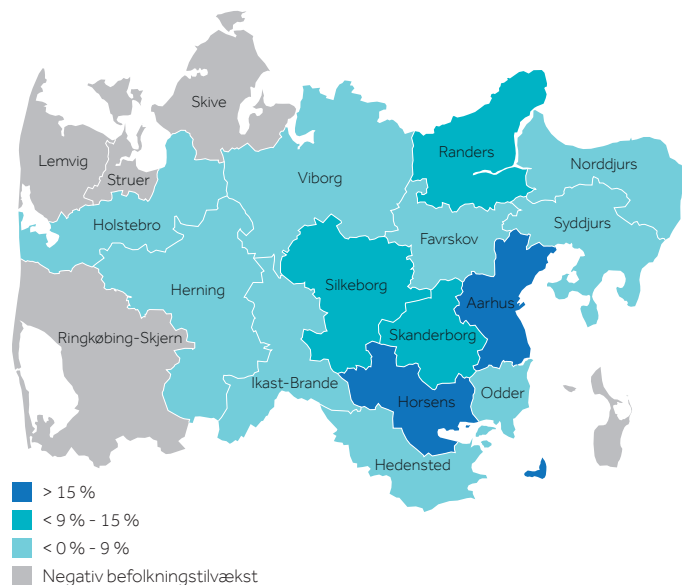 Skive
Lemvig
Struer
Randers
Norddjurs
Viborg
Holstebro
Favrskov
Syddjurs
Herning
Silkeborg
Aarhus
Ringkøbing-Skjern
Skanderborg
Ikast-Brande
Odder
Horsens
Hedensted
> 15 %
< 9 % - 15 %
< 0 % - 9 %
Negativ befolkningstilvækst